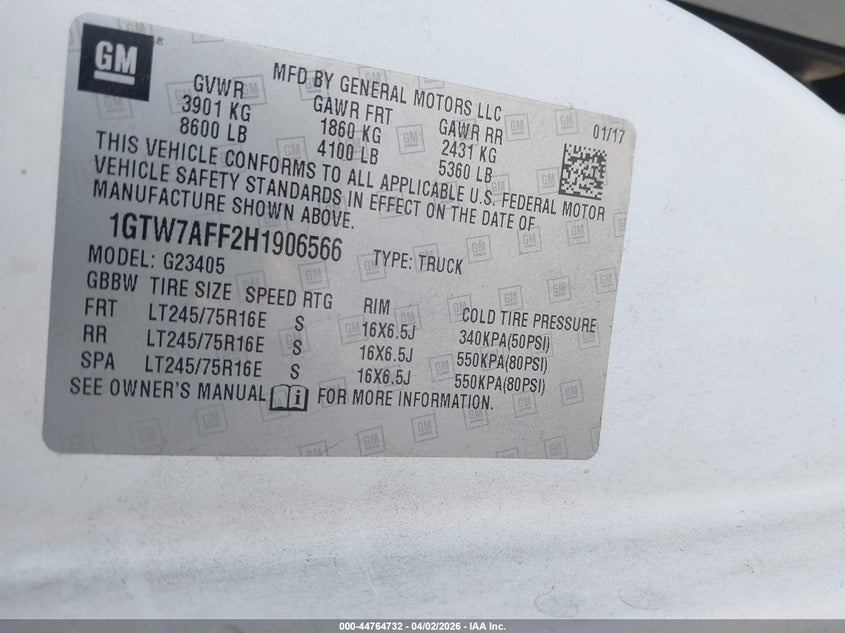 GM
MFD BY GENERAL MOTORS LLC
01/17
GVWR GAWR FRT GAWR RR
3901 KG 1860 KG 2431 KG
8600 LB 4100 LB 5360 LB
THIS VEHICLE CONFORMS TO ALL APPLICABLE U.S. FEDERAL MOTOR
VEHICLE SAFETY STANDARDS IN EFFECT ON THE DATE OF
MANUFACTURE SHOWN ABOVE.
1GTW7AFF2H1906566 TYPE: TRUCK
MODEL: G23405
GBBW TIRE SIZE SPEED RTG RIM COLD TIRE PRESSURE
FRT LT245/75R16E S 16X6.5J 340KPA(50PSI)
RR LT245/75R16E S 16X6.5J 550KPA(80PSI)
SPA LT245/75R16E S 16X6.5J 550KPA(80PSI)
SEE OWNER'S MANUAL i FOR MORE INFORMATION.
000-44764732 - 04/02/2026 - IAA Inc.